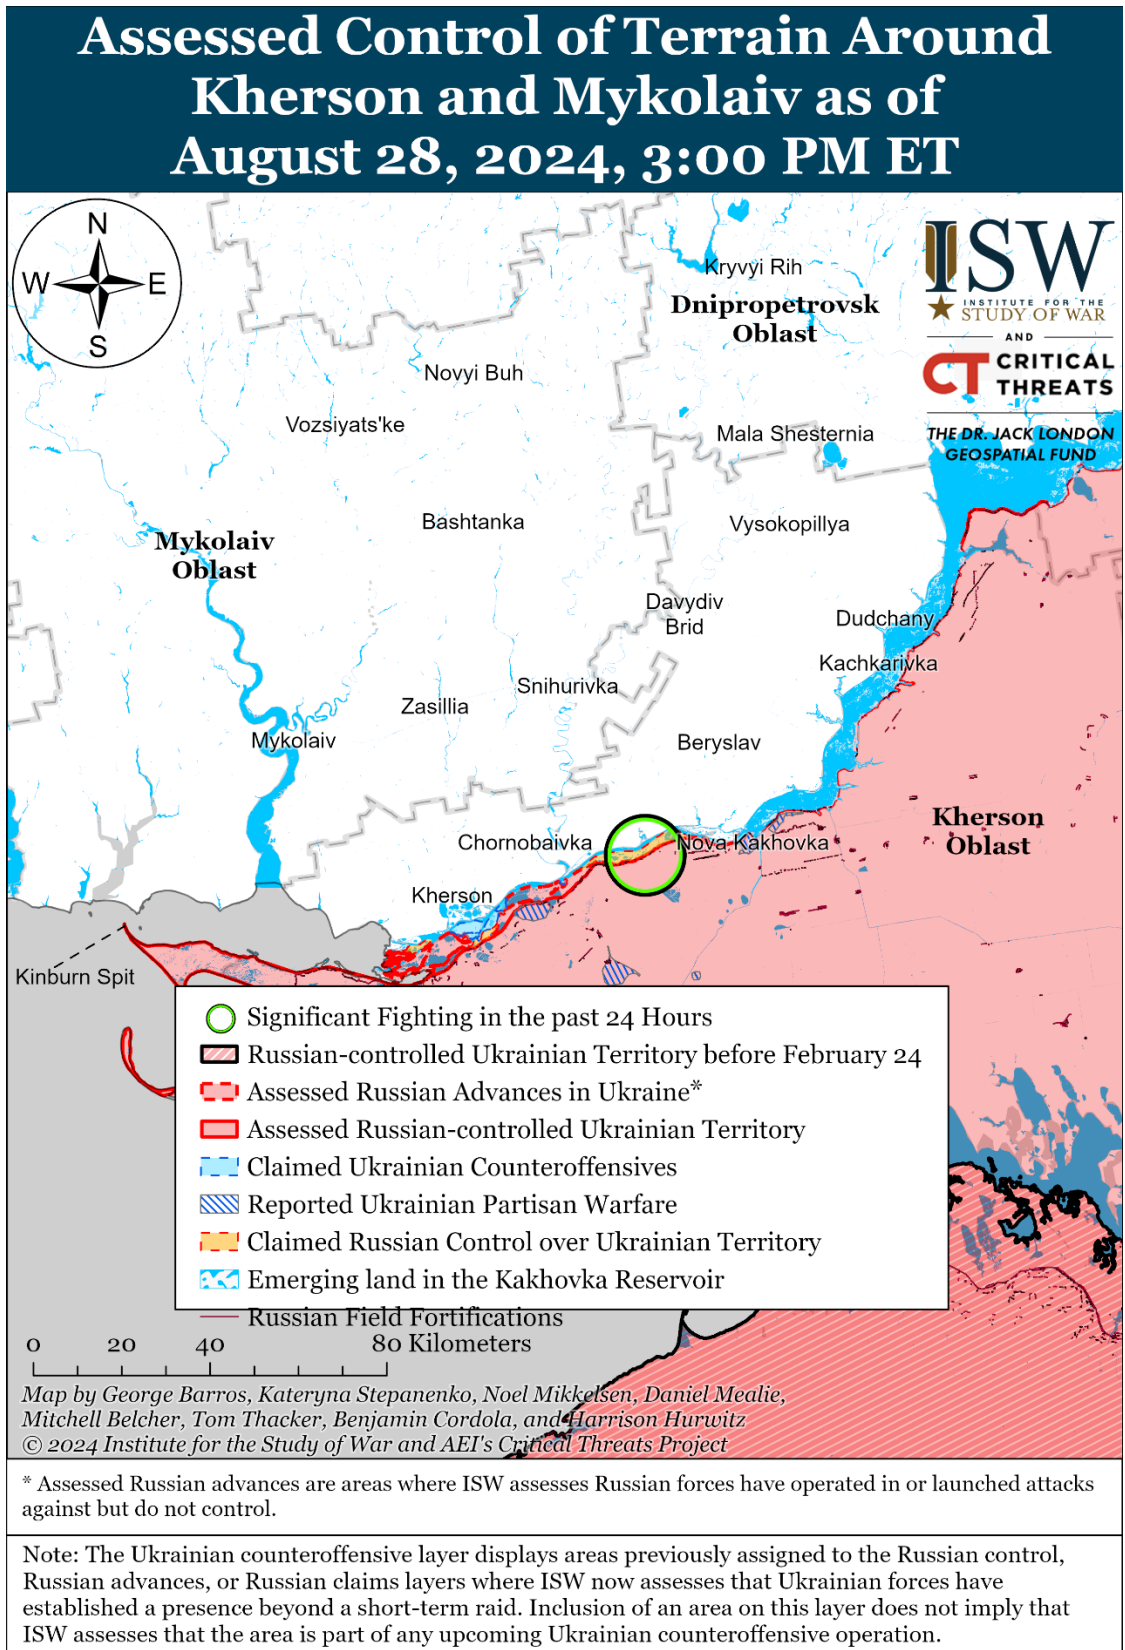 Assessed Control of Terrain Around
Kherson and Mykolaiv as of
August 28, 2024, 3:00 PM ET
N
W
E
S
ISW
INSTITUTE FOR THE
STUDY OF WAR
AND
CT CRITICAL
THREATS
THE DR. JACK LONDON
GEOSPATIAL FUND
Kryvyi Rih
Dnipropetrovsk
Oblast
Novyi Buh
Vozsiyats'ke
Mala Shesternia
Bashtanka
Vysokopillya
Mykolaiv
Oblast
Davydiv
Brid
Dudchany
Kachkarivka
Snihurivka
Zasillia
Mykolaiv
Beryslav
Kherson
Oblast
Chornobaivka
Nova Kakhovka
Kherson
Kinburn Spit
Significant Fighting in the past 24 Hours
Russian-controlled Ukrainian Territory before February 24
Assessed Russian Advances in Ukraine*
Assessed Russian-controlled Ukrainian Territory
Claimed Ukrainian Counteroffensives
Reported Ukrainian Partisan Warfare
Claimed Russian Control over Ukrainian Territory
Emerging land in the Kakhovka Reservoir
Russian Field Fortifications
0 20 40 80 Kilometers
Map by George Barros, Kateryna Stepanenko, Noel Mikkelsen, Daniel Mealie,
Mitchell Belcher, Tom Thacker, Benjamin Cordola, and Harrison Hurwitz
© 2024 Institute for the Study of War and AEI's Critical Threats Project
* Assessed Russian advances are areas where ISW assesses Russian forces have operated in or launched attacks
against but do not control.
Note: The Ukrainian counteroffensive layer displays areas previously assigned to the Russian control,
Russian advances, or Russian claims layers where ISW now assesses that Ukrainian forces have
established a presence beyond a short-term raid. Inclusion of an area on this layer does not imply that
ISW assesses that the area is part of any upcoming Ukrainian counteroffensive operation.